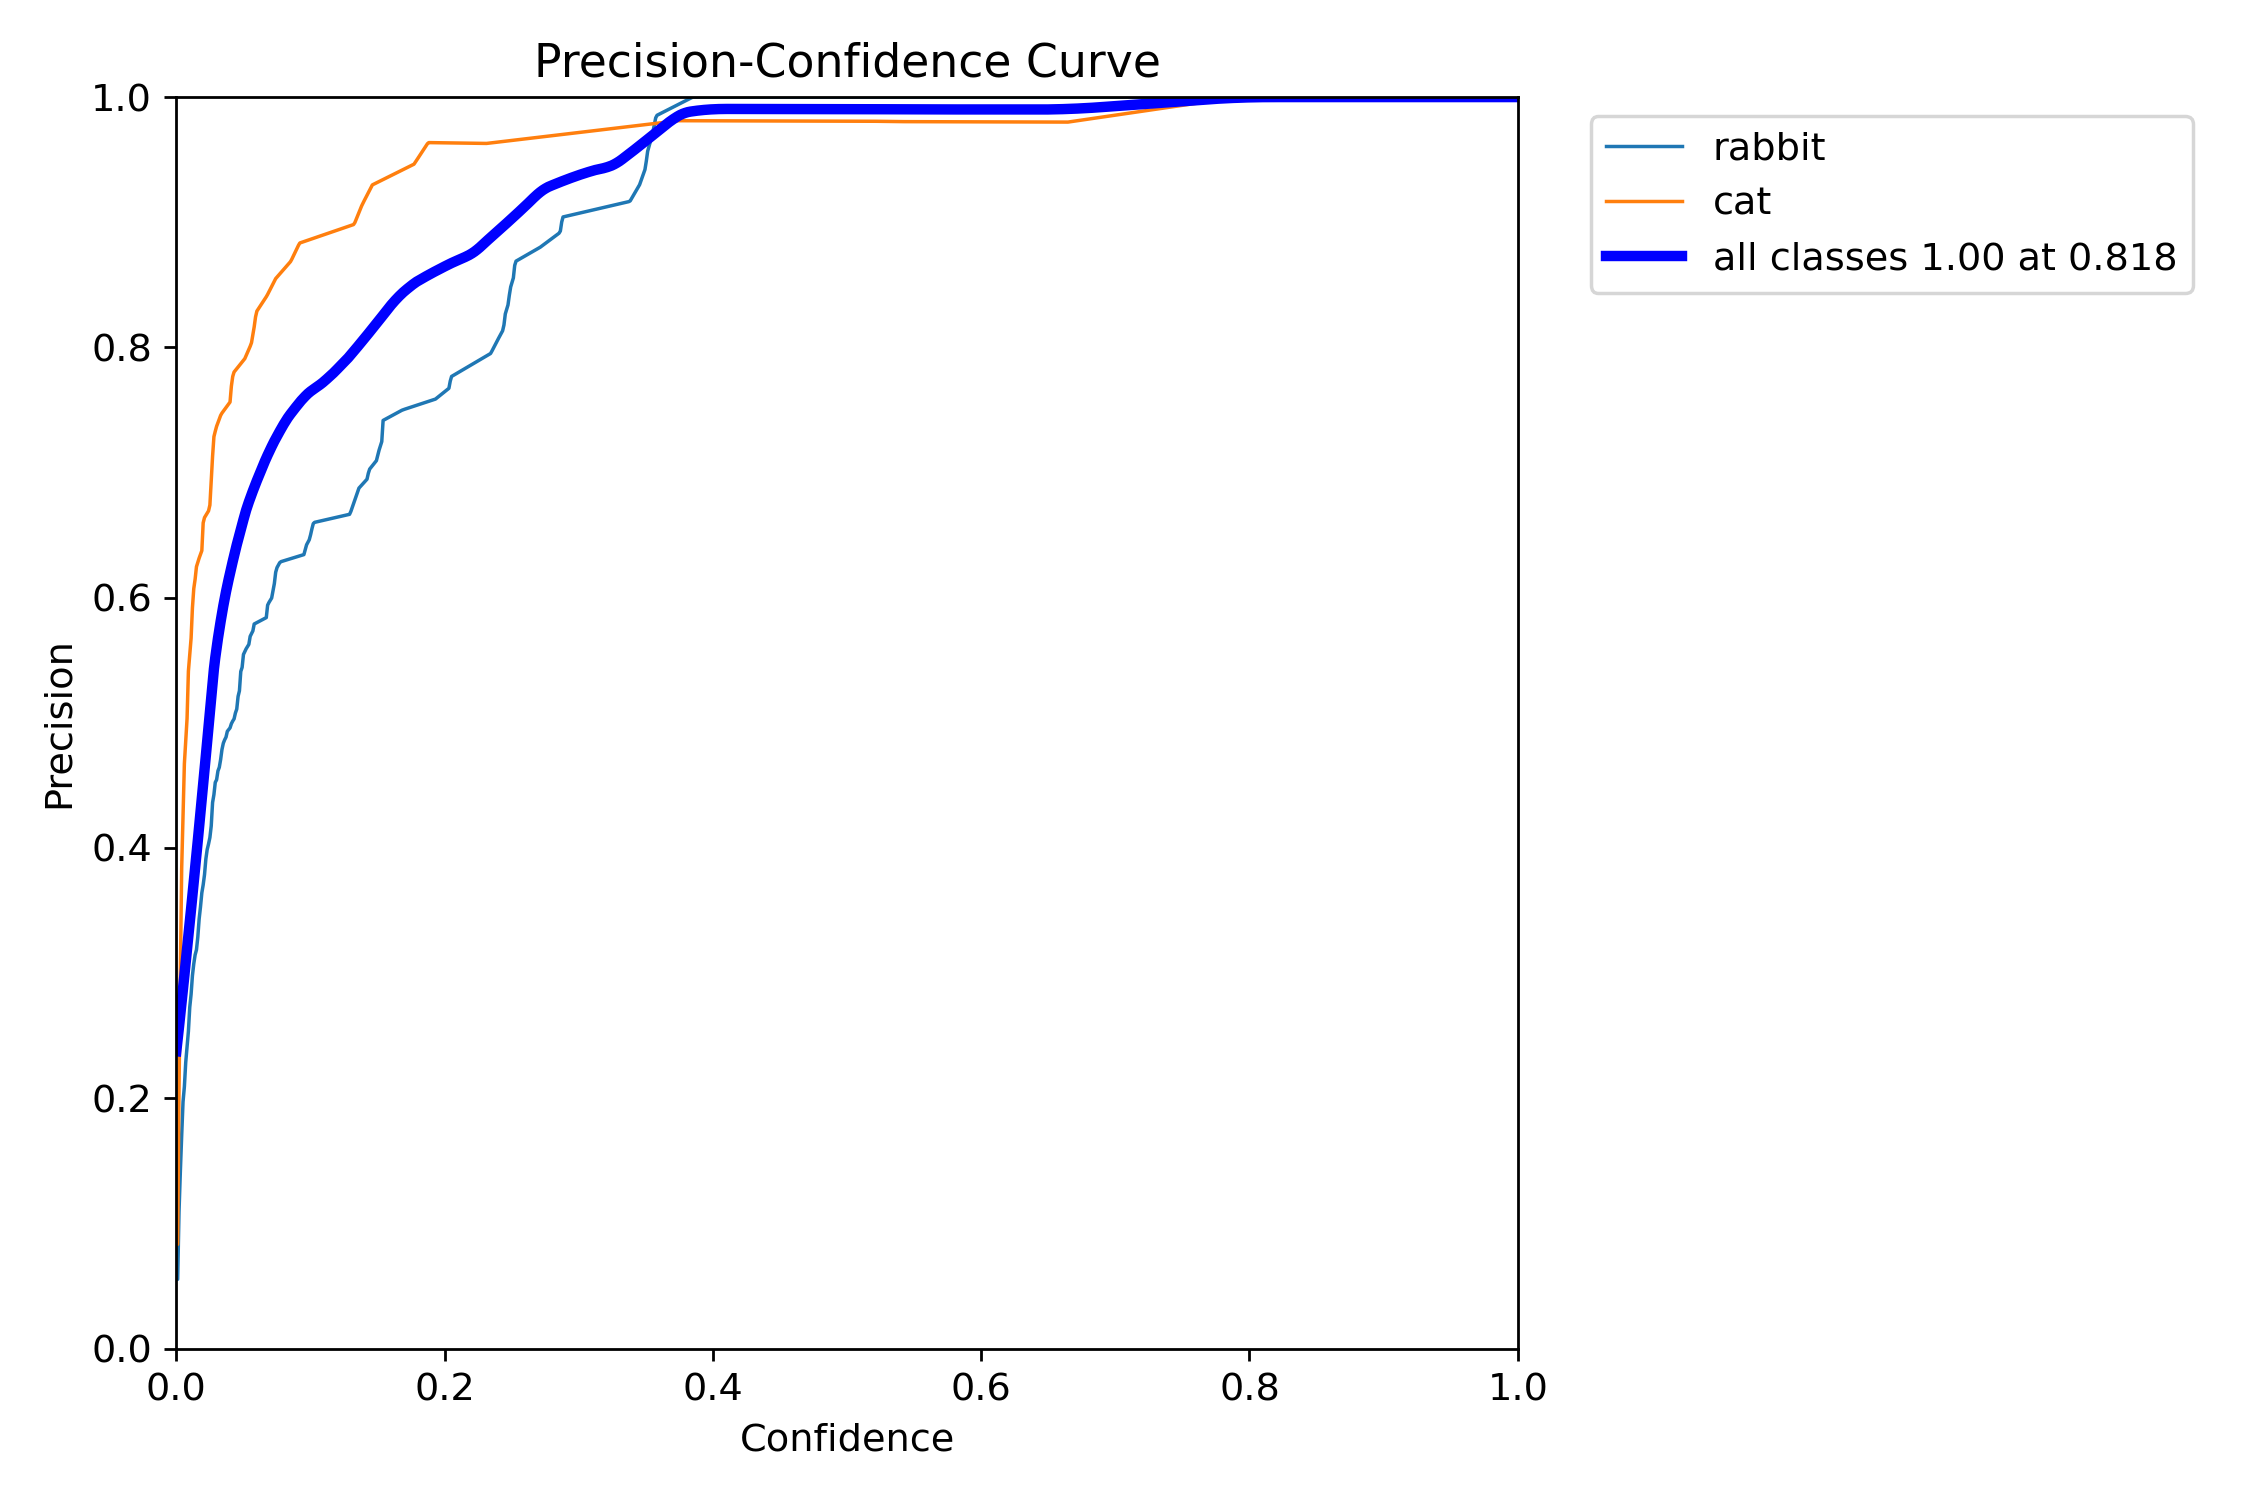 Precision-Confidence Curve
1.0
0.8
0.6
0.4
0.2
0.0
Precision
0.0 0.2 0.4 0.6 0.8 1.0
Confidence
rabbit
cat
all classes 1.00 at 0.818